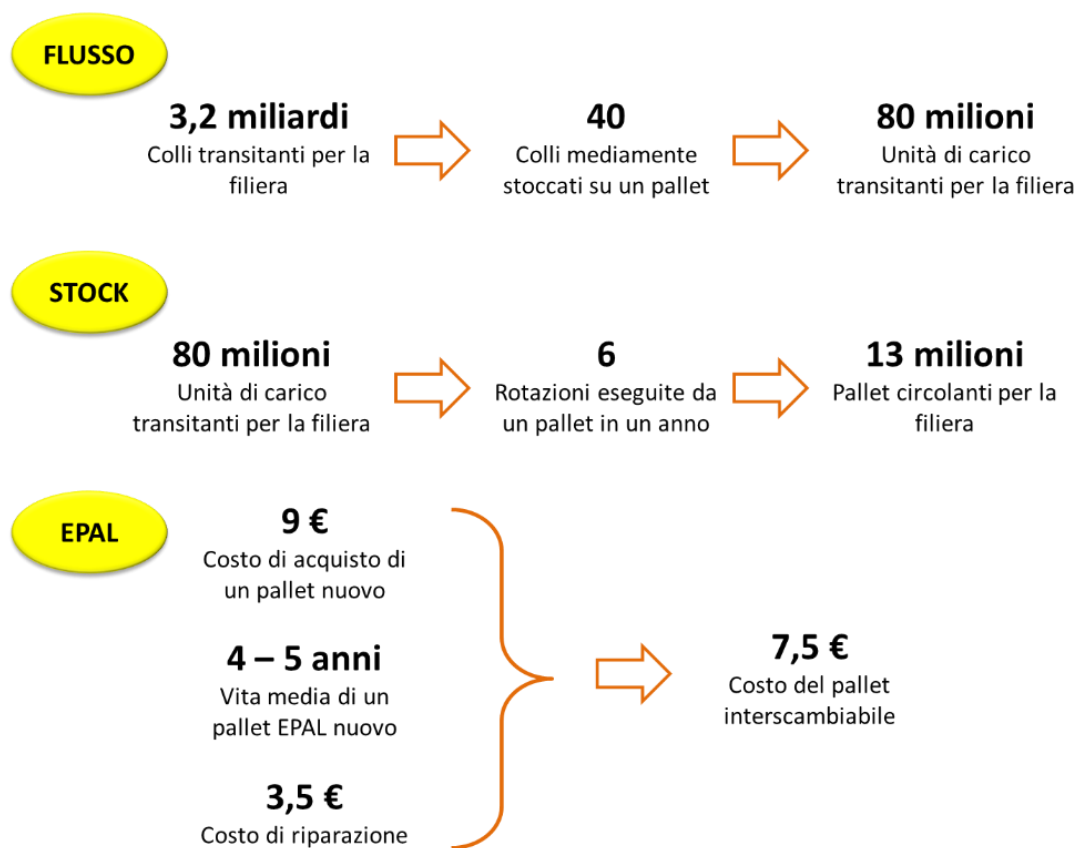 FLUSSO
3,2 miliardi
Colli transitanti per la
filiera
40
Colli mediamente
stoccati su un pallet
80 milioni
Unità di carico
transitanti per la filiera
STOCK
80 milioni
Unità di carico
transitanti per la filiera
6
Rotazioni eseguite da
un pallet in un anno
13 milioni
Pallet circolanti per la
filiera
EPAL
9 €
Costo di acquisto di
un pallet nuovo
4 – 5 anni
Vita media di un
pallet EPAL nuovo
3,5 €
Costo di riparazione
7,5 €
Costo del pallet
interscambiabile